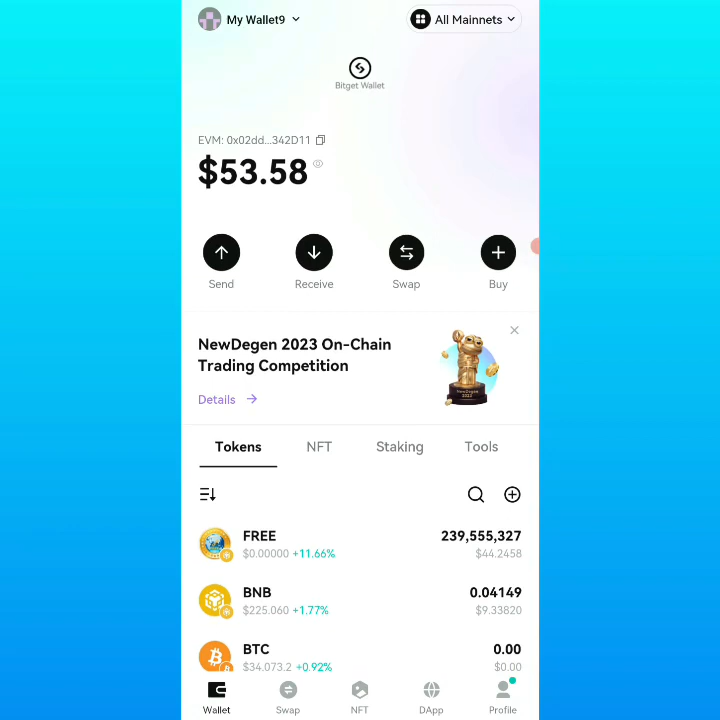 My Wallet9
All Mainnets
Bitget Wallet
EVM: 0x02dd...342D11
$53.58
Send
Receive
Swap
Buy
NewDegen 2023 On-Chain
Trading Competition
Details
Tokens
NFT
Staking
Tools
FREE
239,555,327
$0.00000 +11.66%
$44.2458
BNB
0.04149
$225.060 +1.77%
$9.33820
BTC
0.00
$34,073.2 +0.92%
$0.00
Wallet
Swap
NFT
DApp
Profile